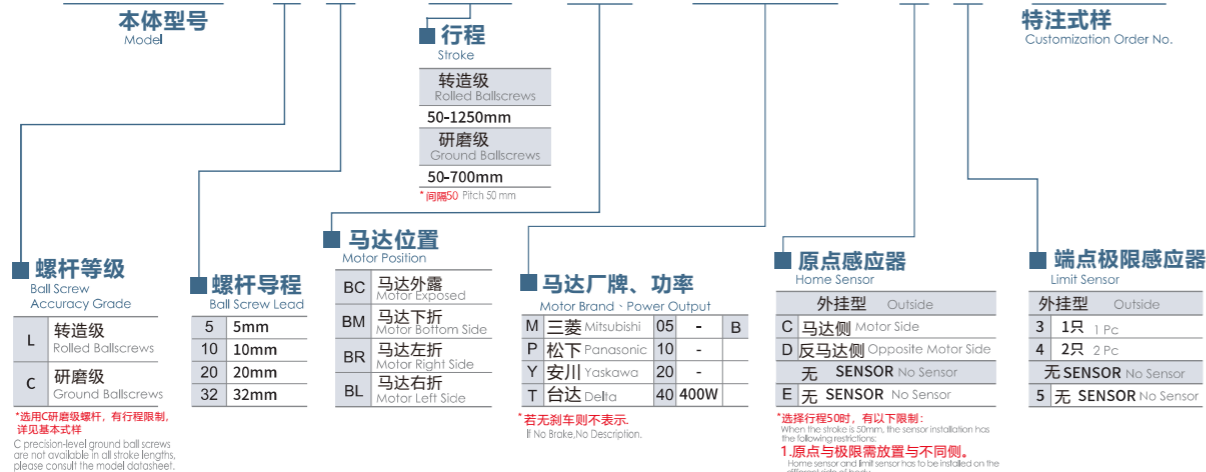 本体型号
Model
特注式样
Customization Order No.
行程
Stroke
转造级
Rolled Ballscrews
50-1250mm
研磨级
Ground Ballscrews
50-700mm
*间隔50 Pitch 50 mm
螺杆等级
Ball Screw
Accuracy Grade
L 转造级
Rolled Ballscrews
C 研磨级
Ground Ballscrews
*选用C研磨级螺杆，有行程限制，
详见基本式样
C precision-level ground ball screws
are not available in all stroke lengths,
please consult the model datasheet.
螺杆导程
Ball Screw Lead
5 5mm
10 10mm
20 20mm
32 32mm
马达位置
Motor Position
BC 马达外露
Motor Exposed
BM 马达下折
Motor Bottom Side
BR 马达左折
Motor Right Side
BL 马达右折
Motor Left Side
马达厂牌、功率
Motor Brand、Power Output
M 三菱 Mitsubishi 05 - B
P 松下 Panasonic 10 -
Y 安川 Yaskawa 20 -
T 台达 Delta 40 400W
*若无刹车则不表示.
If No Brake,No Description.
原点感应器
Home Sensor
外挂型 Outside
C 马达侧 Motor Side
D 反马达侧 Opposite Motor Side
无 SENSOR No Sensor
E 无 SENSOR No Sensor
*选择行程50时，有以下限制：
When the stroke is 50mm, the sensor installation has
the following restrictions:
1.原点与极限需放置与不同侧。
Home sensor and limit sensor has to be installed on the
different side of body
端点极限感应器
Limit Sensor
外挂型 Outside
3 1只 1 Pc
4 2只 2 Pc
无 SENSOR No Sensor
5 无 SENSOR No Sensor